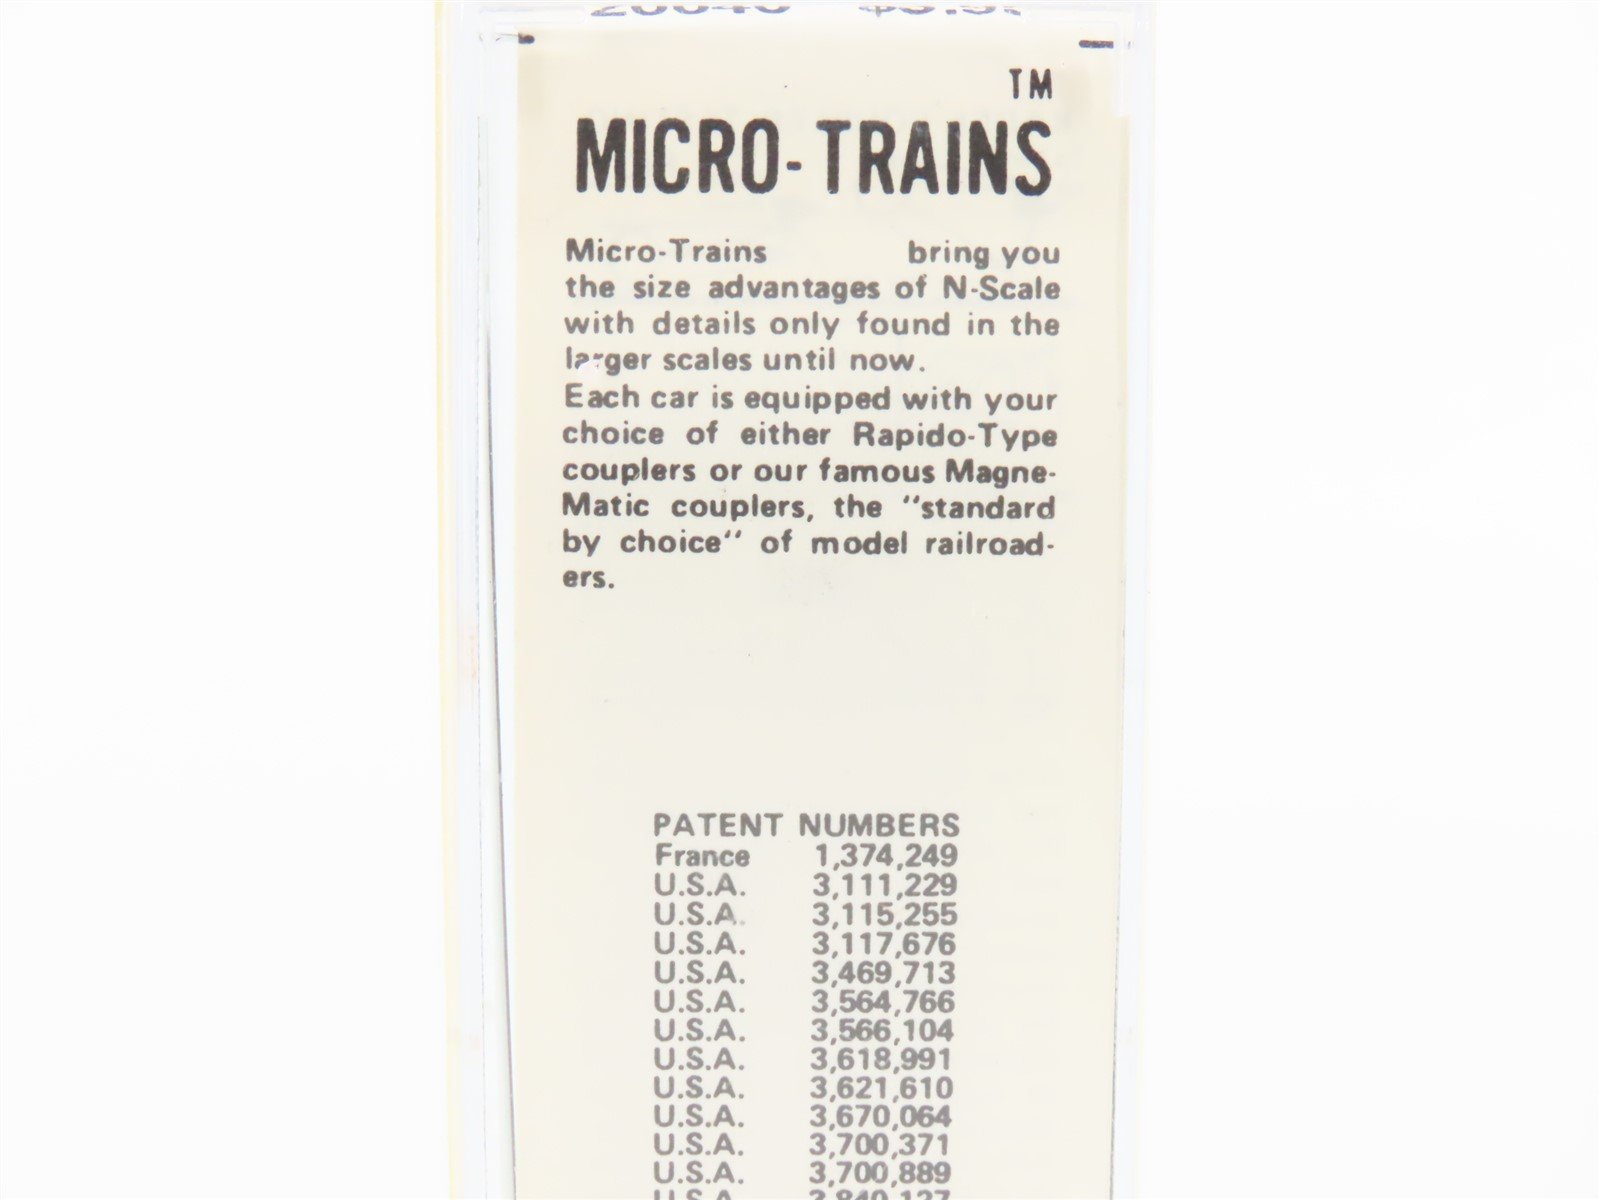 TM
MICRO-TRAINS
Micro-Trains bring you
the size advantages of N-Scale
with details only found in the
larger scales until now.
Each car is equipped with your
choice of either Rapido-Type
couplers or our famous Magne-
Matic couplers, the "standard
by choice" of model railroad-
ers.
PATENT NUMBERS
France 1,374,249
U.S.A. 3,111,229
U.S.A. 3,115,255
U.S.A. 3,117,676
U.S.A. 3,469,713
U.S.A. 3,564,766
U.S.A. 3,566,104
U.S.A. 3,618,991
U.S.A. 3,621,610
U.S.A. 3,670,064
U.S.A. 3,700,371
U.S.A. 3,700,889
U.S.A. 3,840,127